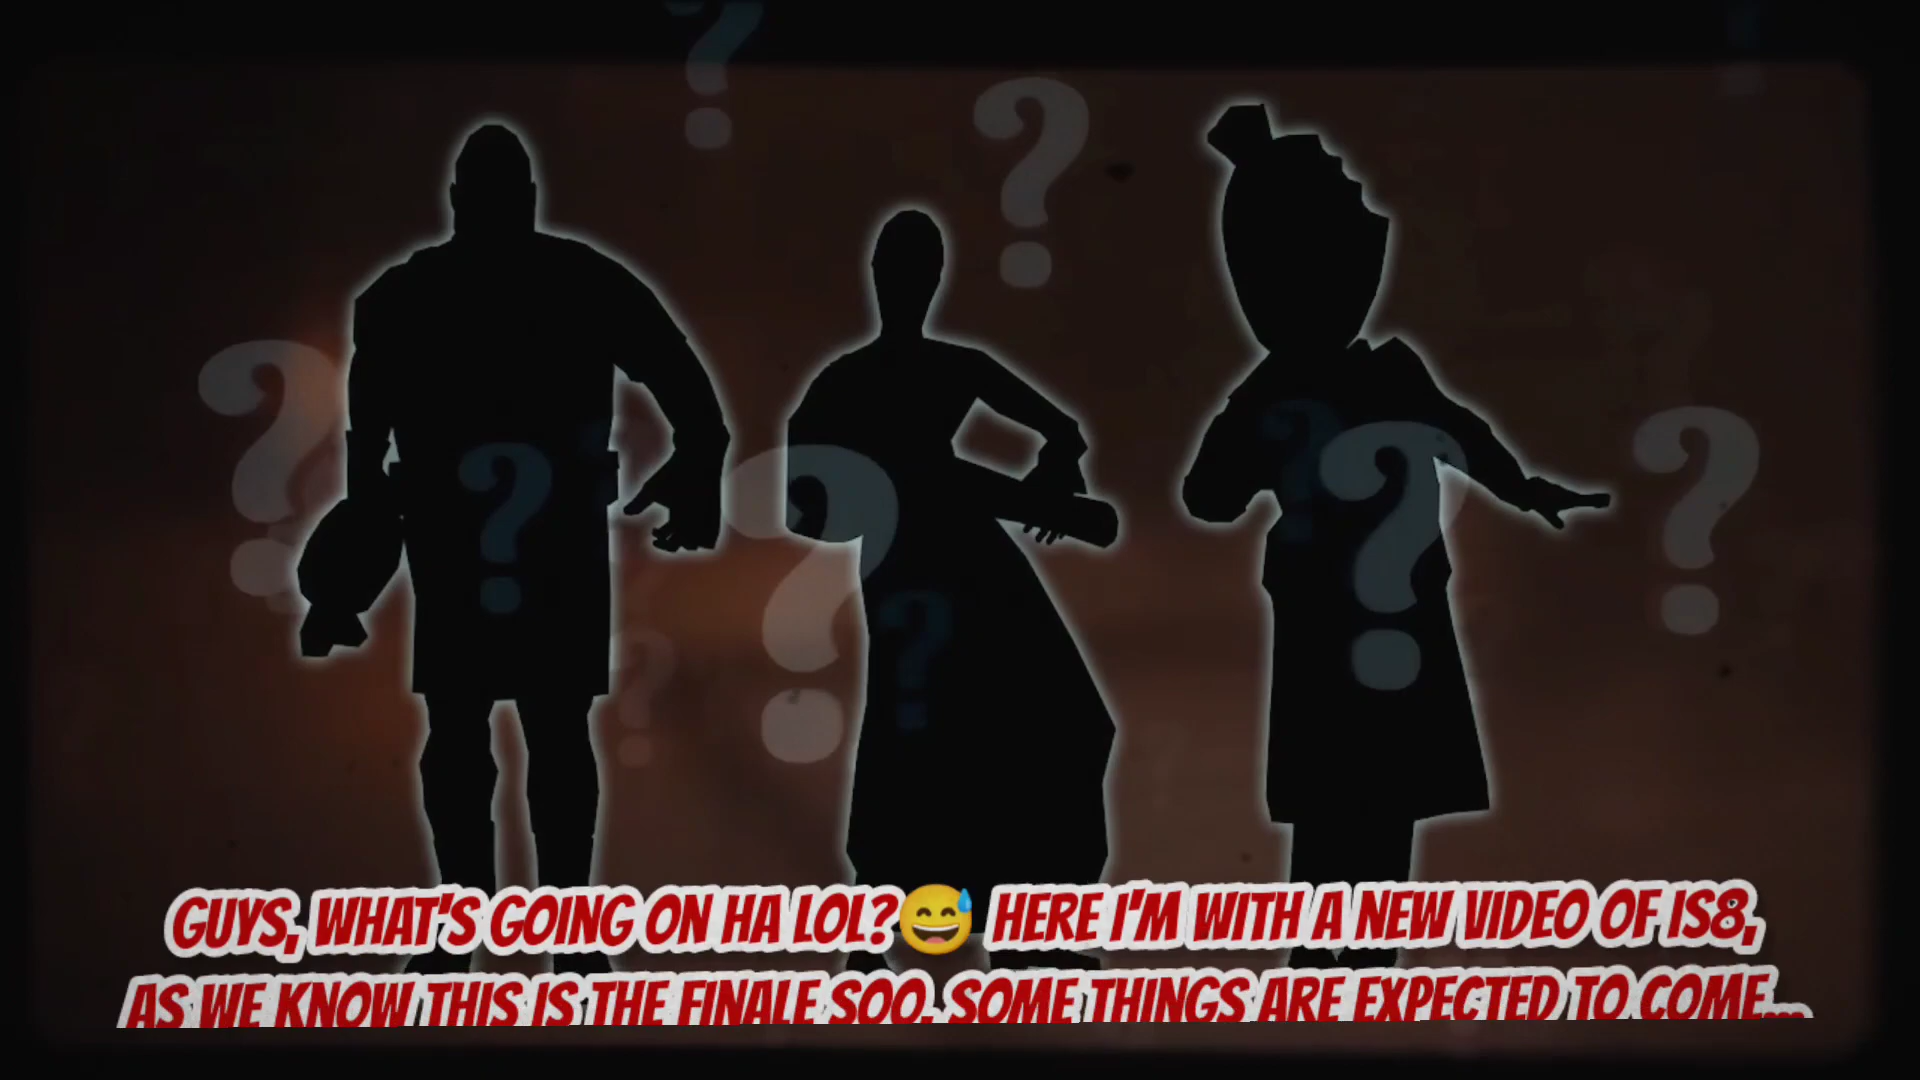 GUYS, WHAT'S GOING ON HA LOL?😅 HERE I'M WITH A NEW VIDEO OF IS8,
AS WE KNOW THIS IS THE FINALE SOO, SOME THINGS ARE EXPECTED TO COME...